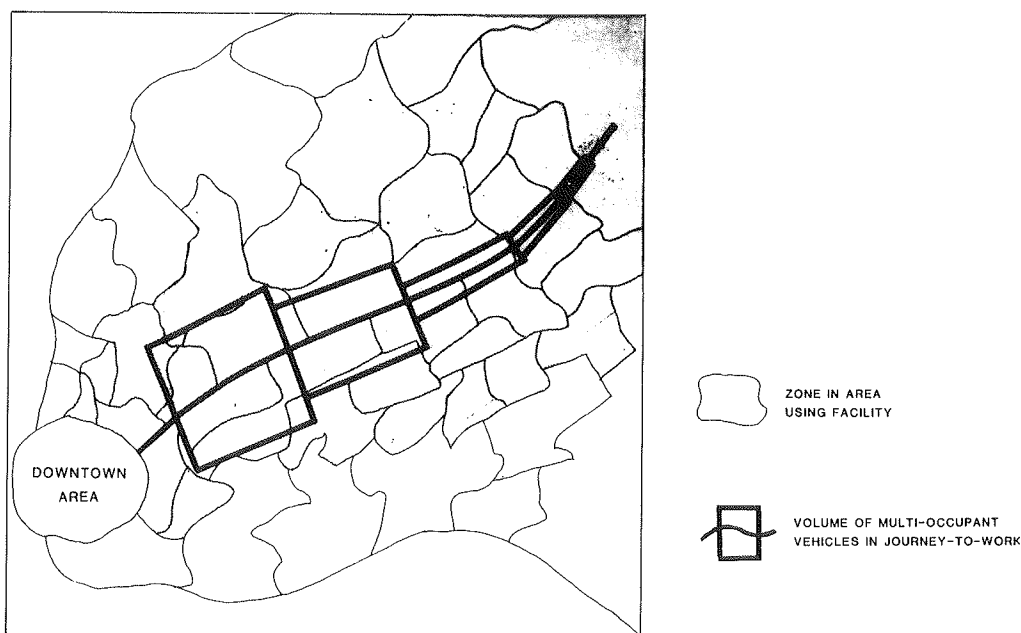 DOWNTOWN
AREA
ZONE IN AREA
USING FACILITY
VOLUME OF MULTI-OCCUPANT
VEHICLES IN JOURNEY-TO-WORK